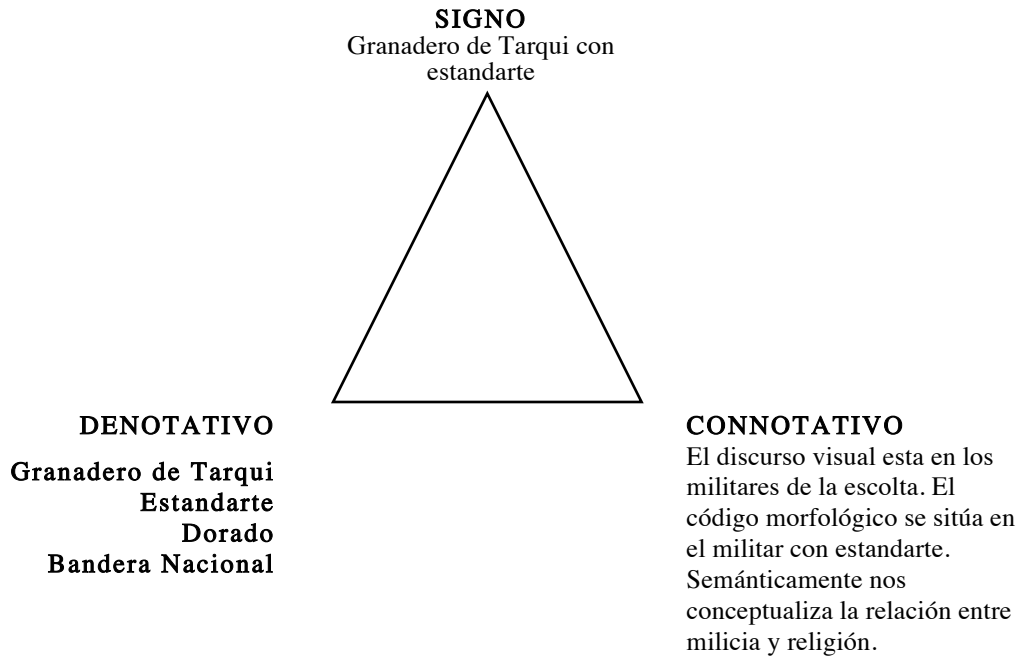 SIGNO
Granadero de Tarqui con
estandarte
DENOTATIVO
Granadero de Tarqui
Estandarte
Dorado
Bandera Nacional
CONNOTATIVO
El discurso visual esta en los
militares de la escolta. El
código morfológico se sitúa en
el militar con estandarte.
Semánticamente nos
conceptualiza la relación entre
milicia y religión.